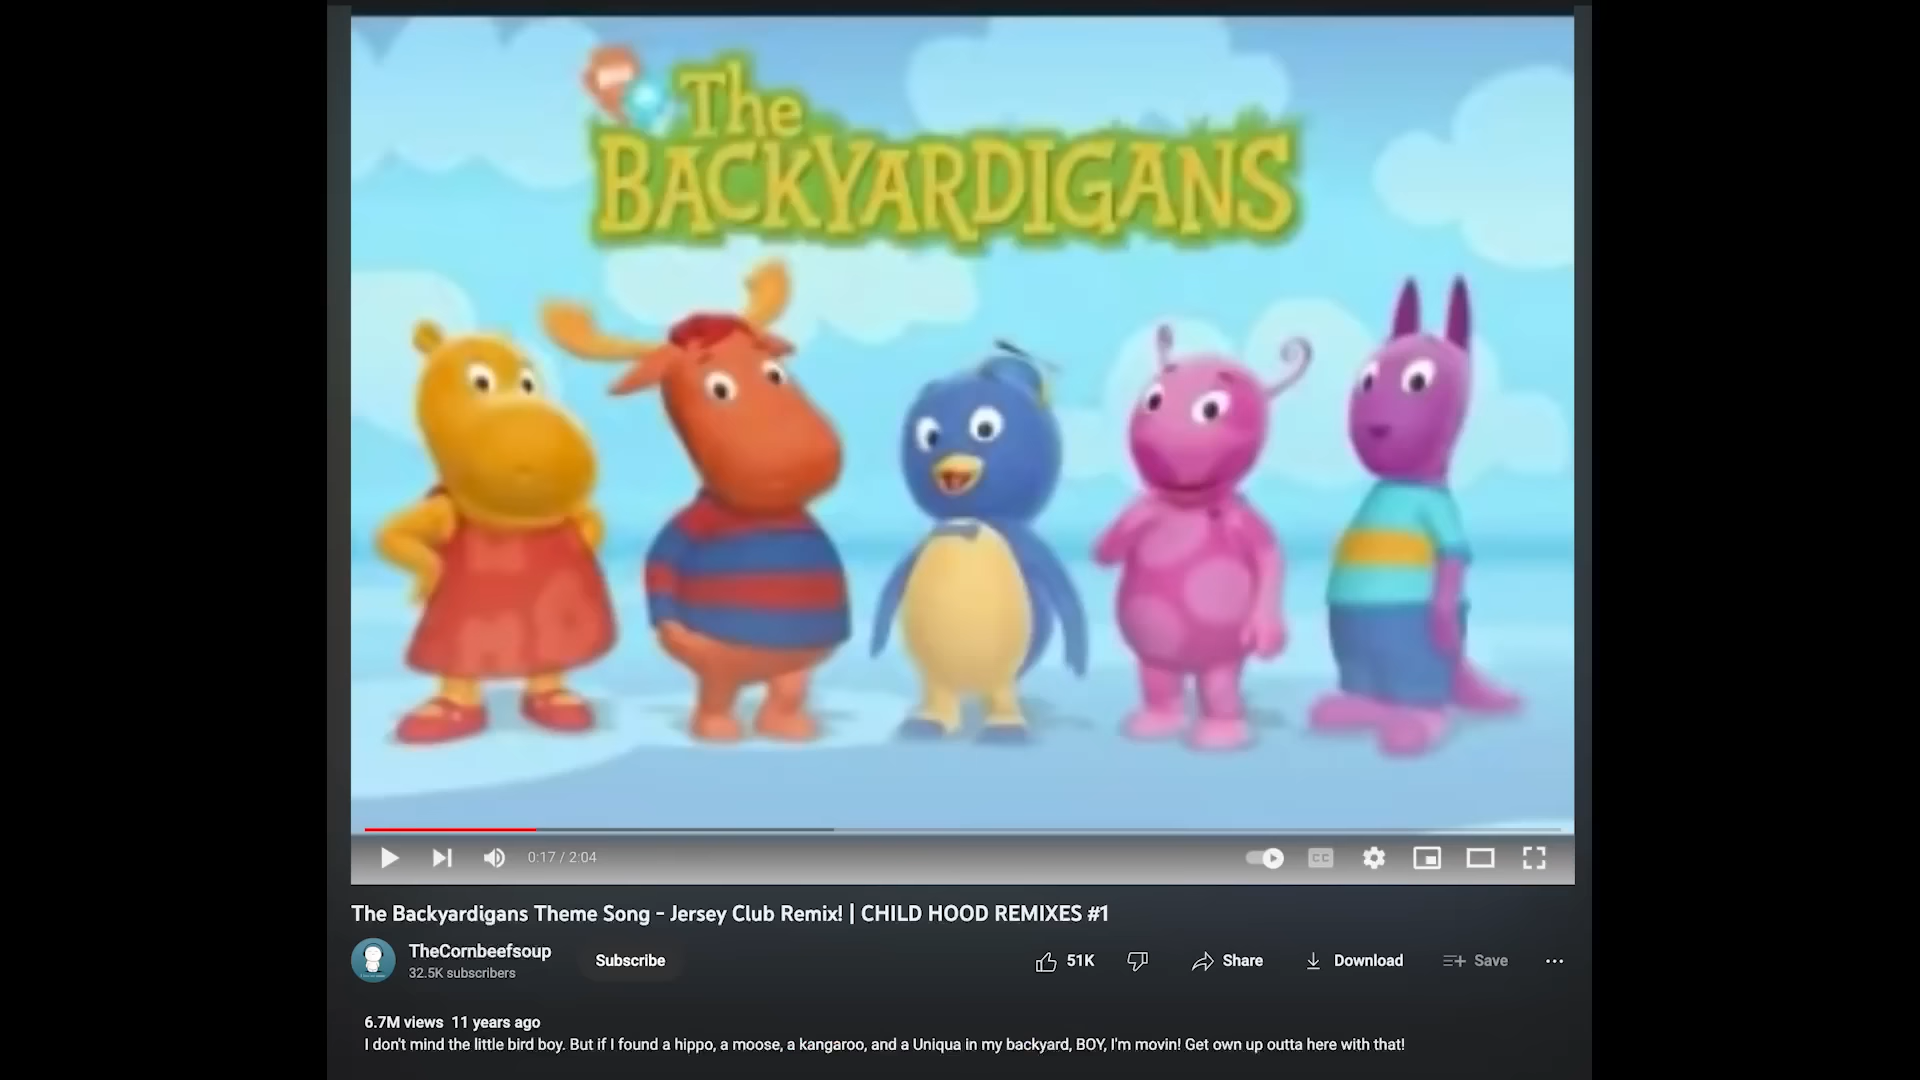 The
BACKYARDIGANS
0:17 / 2:04
CC
The Backyardigans Theme Song - Jersey Club Remix! | CHILD HOOD REMIXES #1
TheCornbeefsoup
32.5K subscribers
Subscribe
51K
Share
Download
Save
6.7M views 11 years ago
I don't mind the little bird boy. But if I found a hippo, a moose, a kangaroo, and a Uniqua in my backyard, BOY, I'm movin! Get own up outta here with that!